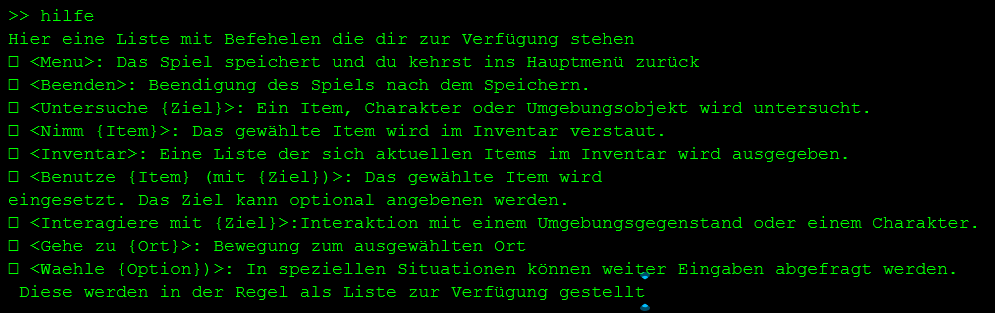 >> hilfe
Hier eine Liste mit Befehelen die dir zur Verfügung stehen
□ <Menu>: Das Spiel speichert und du kehrst ins Hauptmenü zurück
□ <Beenden>: Beendigung des Spiels nach dem Speichern.
□ <Untersuche {Ziel}>: Ein Item, Charakter oder Umgebungsobjekt wird untersucht.
□ <Nimm {Item}>: Das gewählte Item wird im Inventar verstaut.
□ <Inventar>: Eine Liste der sich aktuellen Items im Inventar wird ausgegeben.
□ <Benutze {Item} (mit {Ziel})>: Das gewählte Item wird
eingesetzt. Das Ziel kann optional angebenen werden.
□ <Interagiere mit {Ziel}>:Interaktion mit einem Umgebungsgegenstand oder einem Charakter.
□ <Gehe zu {Ort}>: Bewegung zum ausgewählten Ort
□ <Waehle {Option})>: In speziellen Situationen können weiter Eingaben abgefragt werden.
Diese werden in der Regel als Liste zur Verfügung gestellt